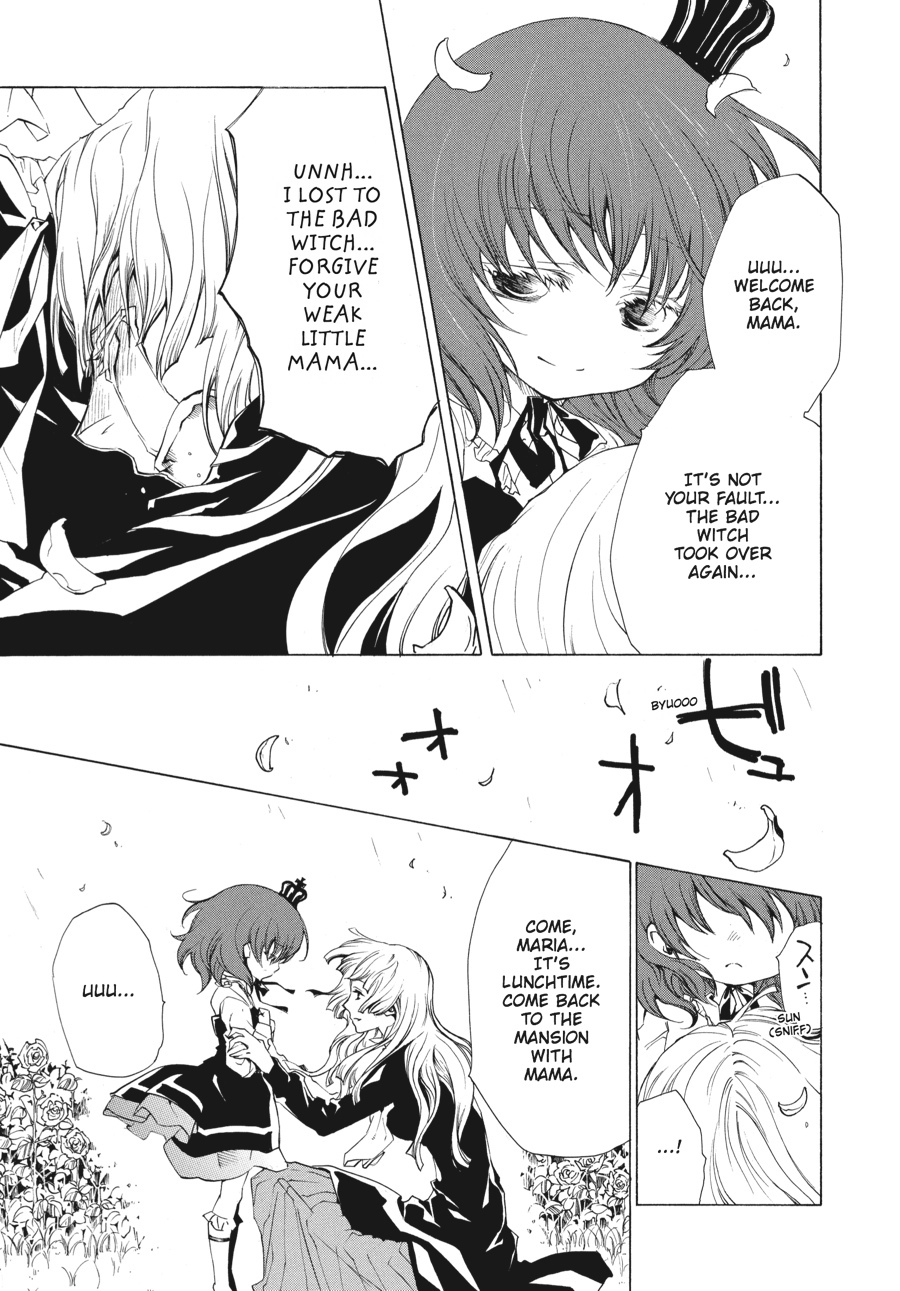 UUU...
WELCOME
BACK,
MAMA.
IT'S NOT
YOUR FAULT...
THE BAD
WITCH
TOOK OVER
AGAIN...
UNNH...
I LOST TO
THE BAD
WITCH...
FORGIVE
YOUR
WEAK
LITTLE
MAMA...
ビュ
オ
オ
オ
BYUOOO
スン...
SUN
(SNIFF)
...!
COME,
MARIA...
IT'S
LUNCHTIME.
COME BACK
TO THE
MANSION
WITH
MAMA.
UUU...